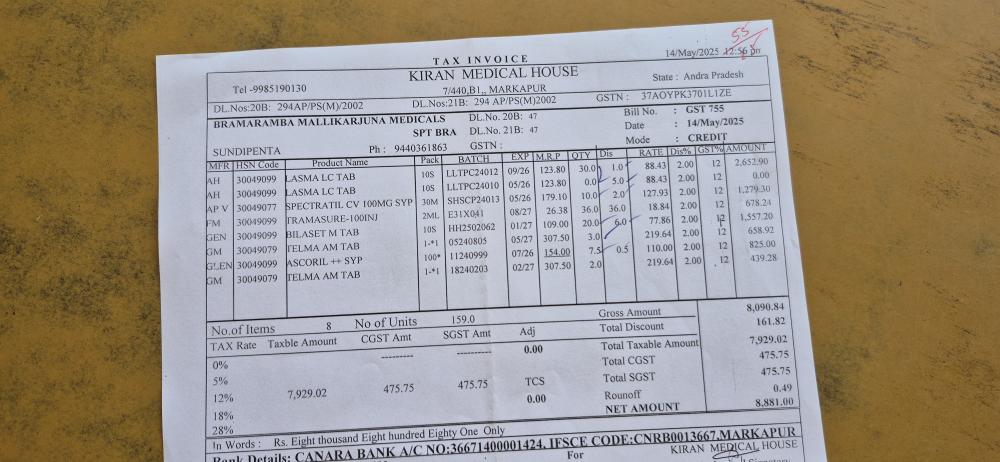 55
TAX INVOICE
14/May/2025 12:56 pm
KIRAN MEDICAL HOUSE
Tel -9985190130 7/440,B1,, MARKAPUR State : Andra Pradesh
DL.Nos:20B: 294AP/PS(M)/2002 DL.Nos:21B: 294 AP/PS(M)/2002 GSTN : 37AOYPK3701L1ZE
BRAMARAMBA MALLIKARJUNA MEDICALS DL.No. 20B: 47 Bill No. : GST 755
SPT BRA DL.No. 21B: 47 Date : 14/May/2025
SUNDIPENTA Ph : 9440361863 GSTN : Mode : CREDIT
MFR HSN Code Product Name Pack BATCH EXP M.R.P QTY Dis RATE Dis% GST% AMOUNT
AH 30049099 LASMA LC TAB 10S LLTPC24012 09/26 123.80 30.0 1.0 88.43 2.00 12 2,652.90
AH 30049099 LASMA LC TAB 10S LLTPC24010 05/26 123.80 0.0 5.0 88.43 2.00 12 0.00
AP V 30049077 SPECTRATIL CV 100MG SYP 30M SHSCP24013 05/26 179.10 10.0 2.0 127.93 2.00 12 1,279.30
FM 30049099 TRAMASURE-100INJ 2ML E31X041 08/27 26.38 36.0 36.0 18.84 2.00 12 678.24
GEN 30049099 BILASET M TAB 10S HH2502062 01/27 109.00 20.0 6.0 77.86 2.00 12 1,557.20
GM 30049079 TELMA AM TAB 1-*1 05240805 05/27 307.50 3.0 219.64 2.00 12 658.92
GLEN 30049099 ASCORIL ++ SYP 100* 11240999 07/26 154.00 7.5 0.5 110.00 2.00 12 825.00
GM 30049079 TELMA AM TAB 1-*1 18240203 02/27 307.50 2.0 219.64 2.00 12 439.28
No.of Items 8 No of Units 159.0 Gross Amount 8,090.84
TAX Rate Taxble Amount CGST Amt SGST Amt Adj Total Discount 161.82
0% --------- ---------- 0.00 Total Taxable Amount 7,929.02
5% Total CGST 475.75
12% 7,929.02 475.75 475.75 TCS Total SGST 475.75
18% 0.00 Rounoff 0.49
28% NET AMOUNT 8,881.00
In Words : Rs. Eight thousand Eight hundred Eighty One Only
Bank Details: CANARA BANK A/C NO:36671400001424, IFSCE CODE:CNRB0013667,MARKAPUR
For KIRAN MEDICAL HOUSE